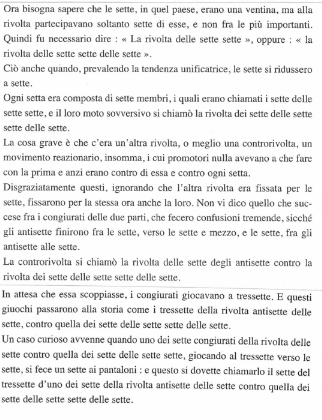 Ora bisogna sapere che le sette, in quel paese, erano una ventina, ma alla
rivolta partecipavano soltanto sette di esse, e non fra le più importanti.
Quindi fu necessario dire : « La rivolta delle sette sette », oppure : « la
rivolta delle sette sette delle sette ».
Ciò anche quando, prevalendo la tendenza unificatrice, le sette si ridussero
a sette.
Ogni setta era composta di sette membri, i quali erano chiamati i sette delle
sette sette, e il loro moto sovversivo si chiamò la rivolta dei sette delle sette
sette delle sette.
La cosa grave è che c'era un'altra rivolta, o meglio una controrivolta, un
movimento reazionario, insomma, i cui promotori nulla avevano a che fare
con la prima e anzi erano contro di essa e contro ogni setta.
Disgraziatamente questi, ignorando che l'altra rivolta era fissata per le
sette, fissarono per la stessa ora anche la loro. Non vi dico quello che suc-
cese fra i congiurati delle due parti, che fecero confusioni tremende, sicché
gli antisette finirono fra le sette, verso le sette e mezzo, e le sette, fra gli
antisette alle sette.
La controrivolta si chiamò la rivolta delle sette degli antisette contro la
rivolta dei sette delle sette sette delle sette.
In attesa che essa scoppiasse, i congiurati giocavano a tressette. E questi
giuochi passarono alla storia come i tressette della rivolta antisette delle
sette, contro quella dei sette delle sette sette delle sette.
Un caso curioso avvenne quando uno dei sette congiurati della rivolta delle
sette contro quella dei sette delle sette sette, giocando al tressette verso le
sette, si fece un sette ai pantaloni : e questo si dovette chiamarlo il sette del
tressette d'uno dei sette della rivolta antisette delle sette contro quella dei
sette delle sette sette delle sette.